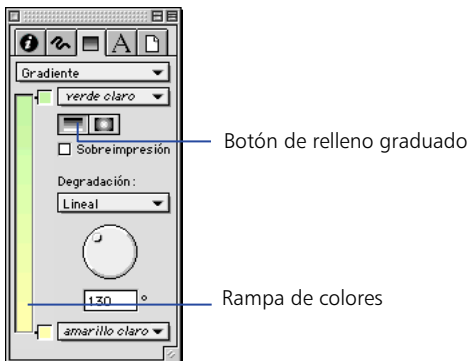 Gradiente
verde claro
Botón de relleno graduado
Sobreimpresión
Degradación:
Lineal
130 °
Rampa de colores
amarillo claro